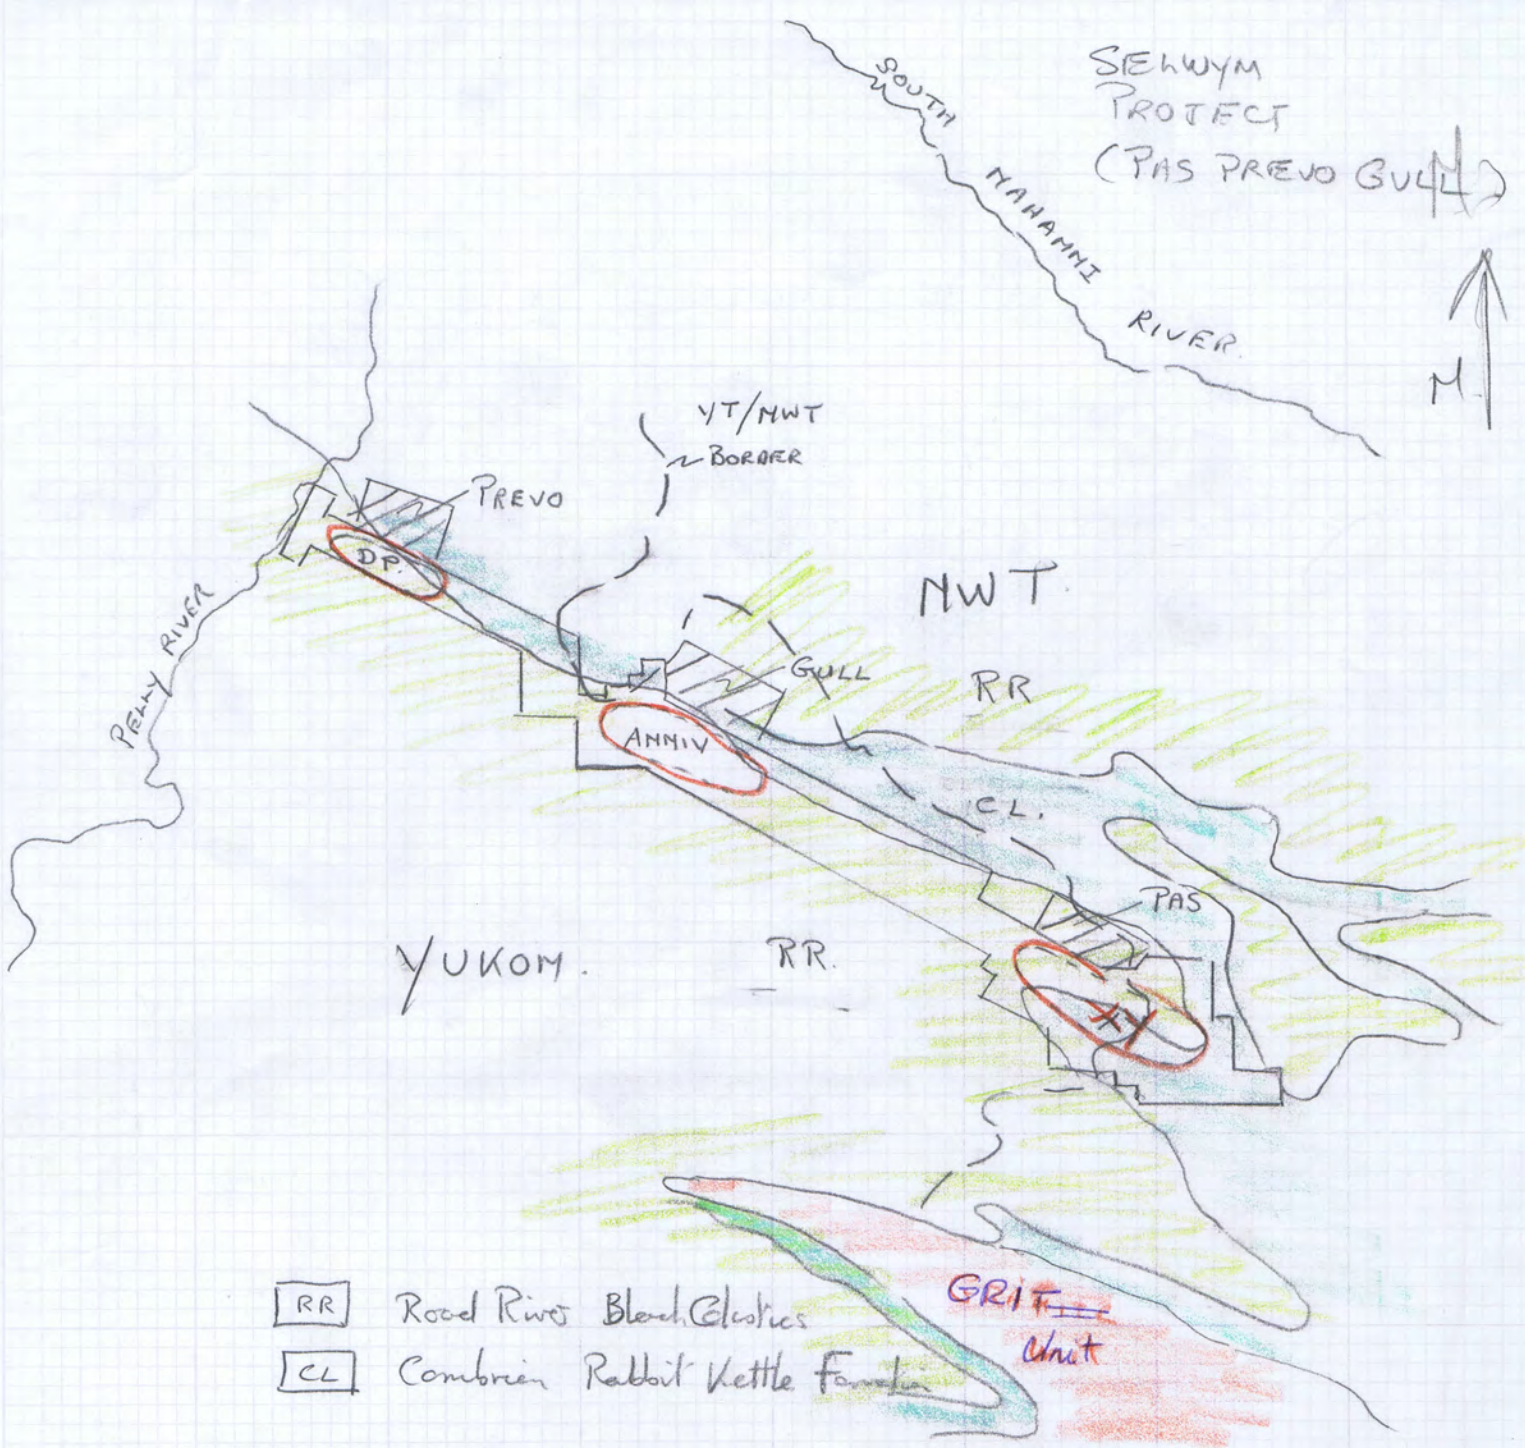 SELWYN
PROJECT
(PAS PREVO GULL)
SOUTH NAHANNI RIVER.
N
YT/NWT
BORDER
PREVO
D.P.
PELLY RIVER
NWT.
GULL
RR
ANNIV
CL.
PAS
YUKON.
RR.
XY
GRIT
Unit
RR Road River Black Clastics
CL Cambrian Rabbit Kettle Formation